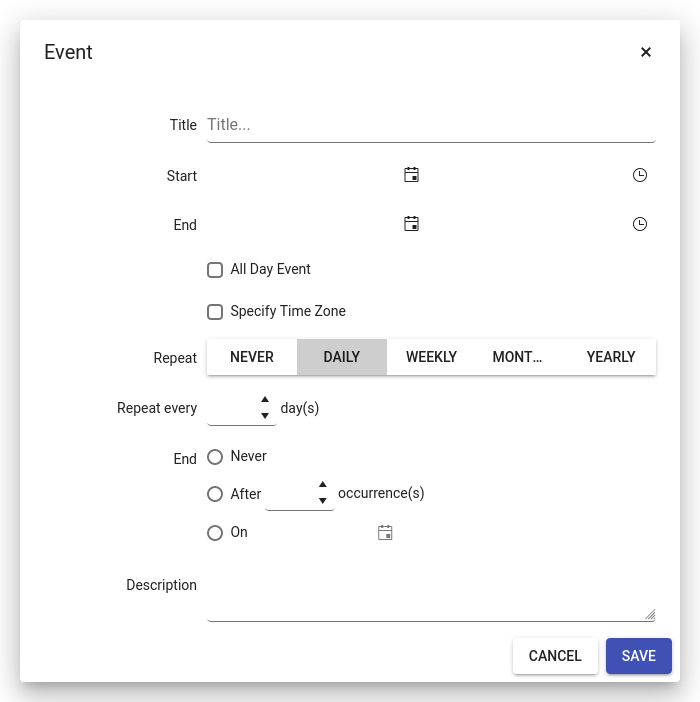 Event
Title Title...
Start
End
All Day Event
Specify Time Zone
Repeat NEVER DAILY WEEKLY MONT... YEARLY
Repeat every day(s)
End Never
After occurrence(s)
On
Description
CANCEL SAVE